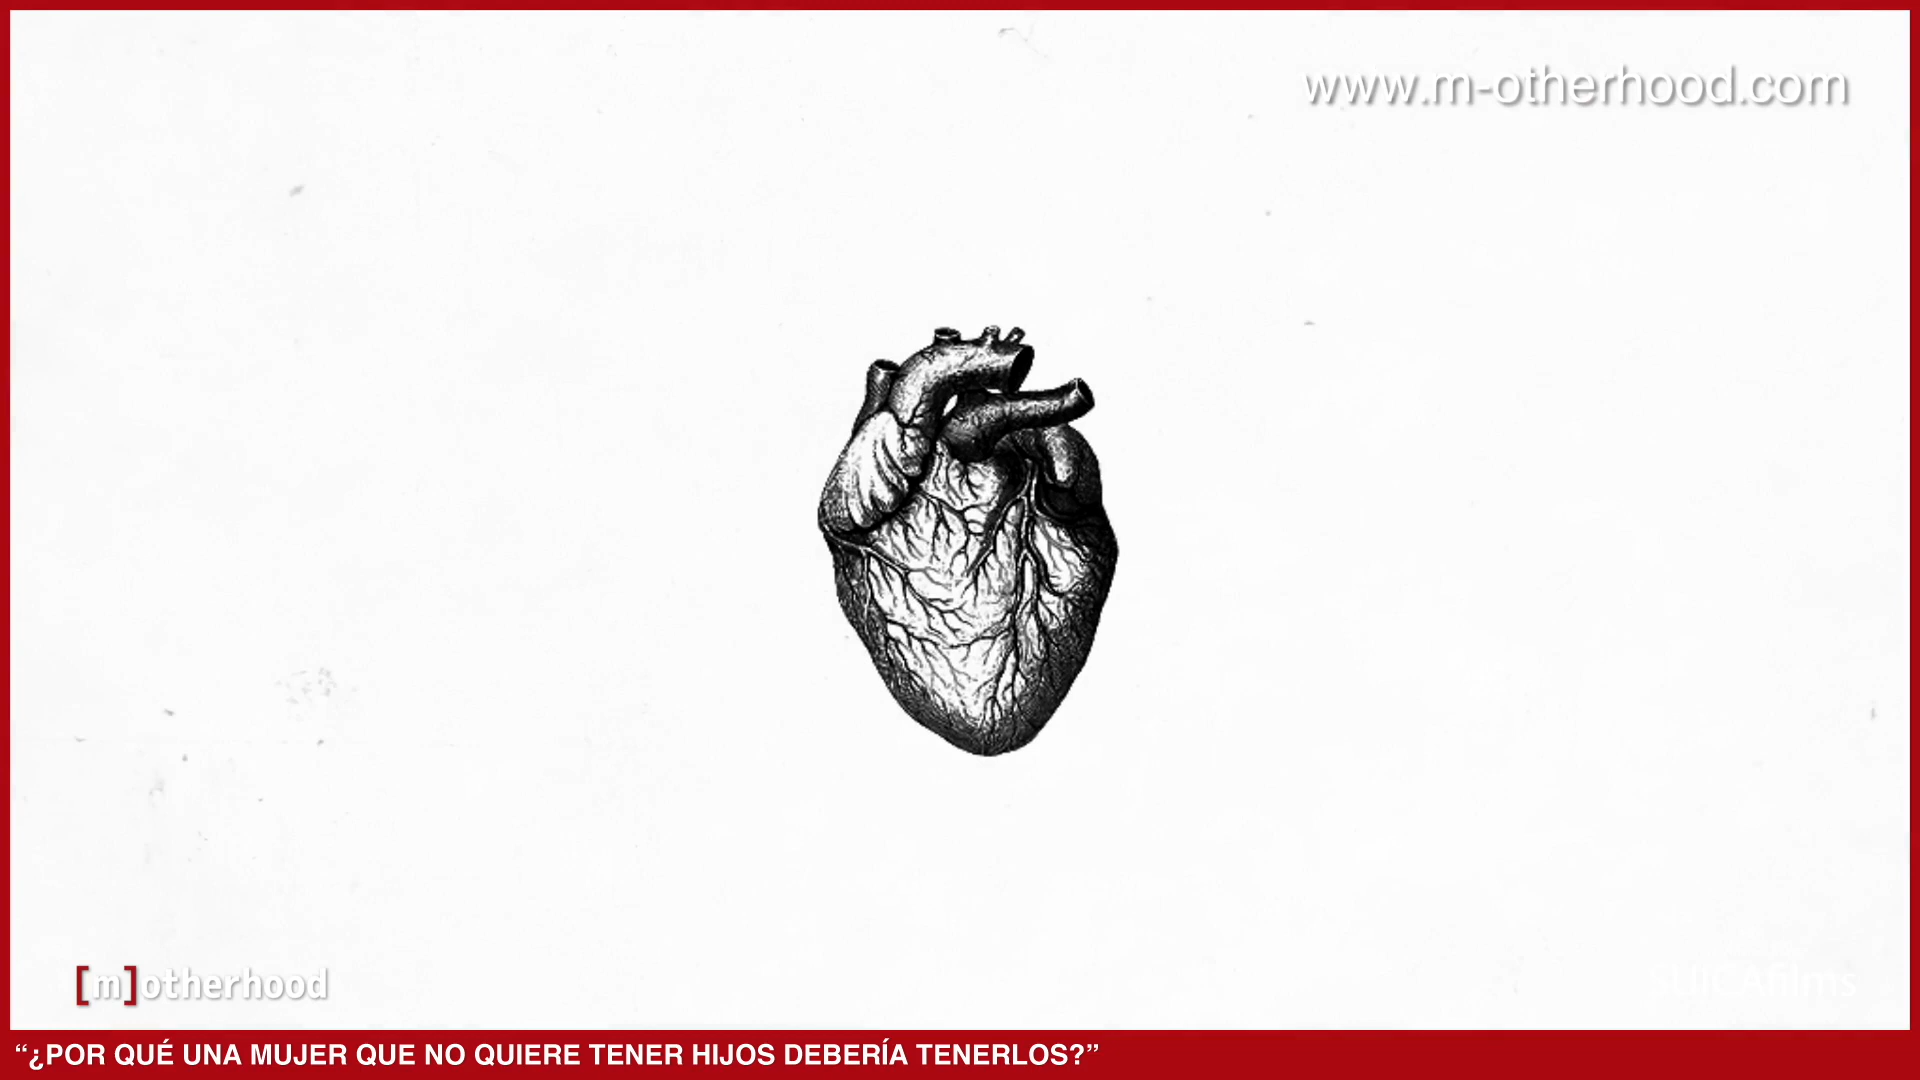 www.m-otherhood.com
[m]otherhood
“¿POR QUÉ UNA MUJER QUE NO QUIERE TENER HIJOS DEBERÍA TENERLOS?”